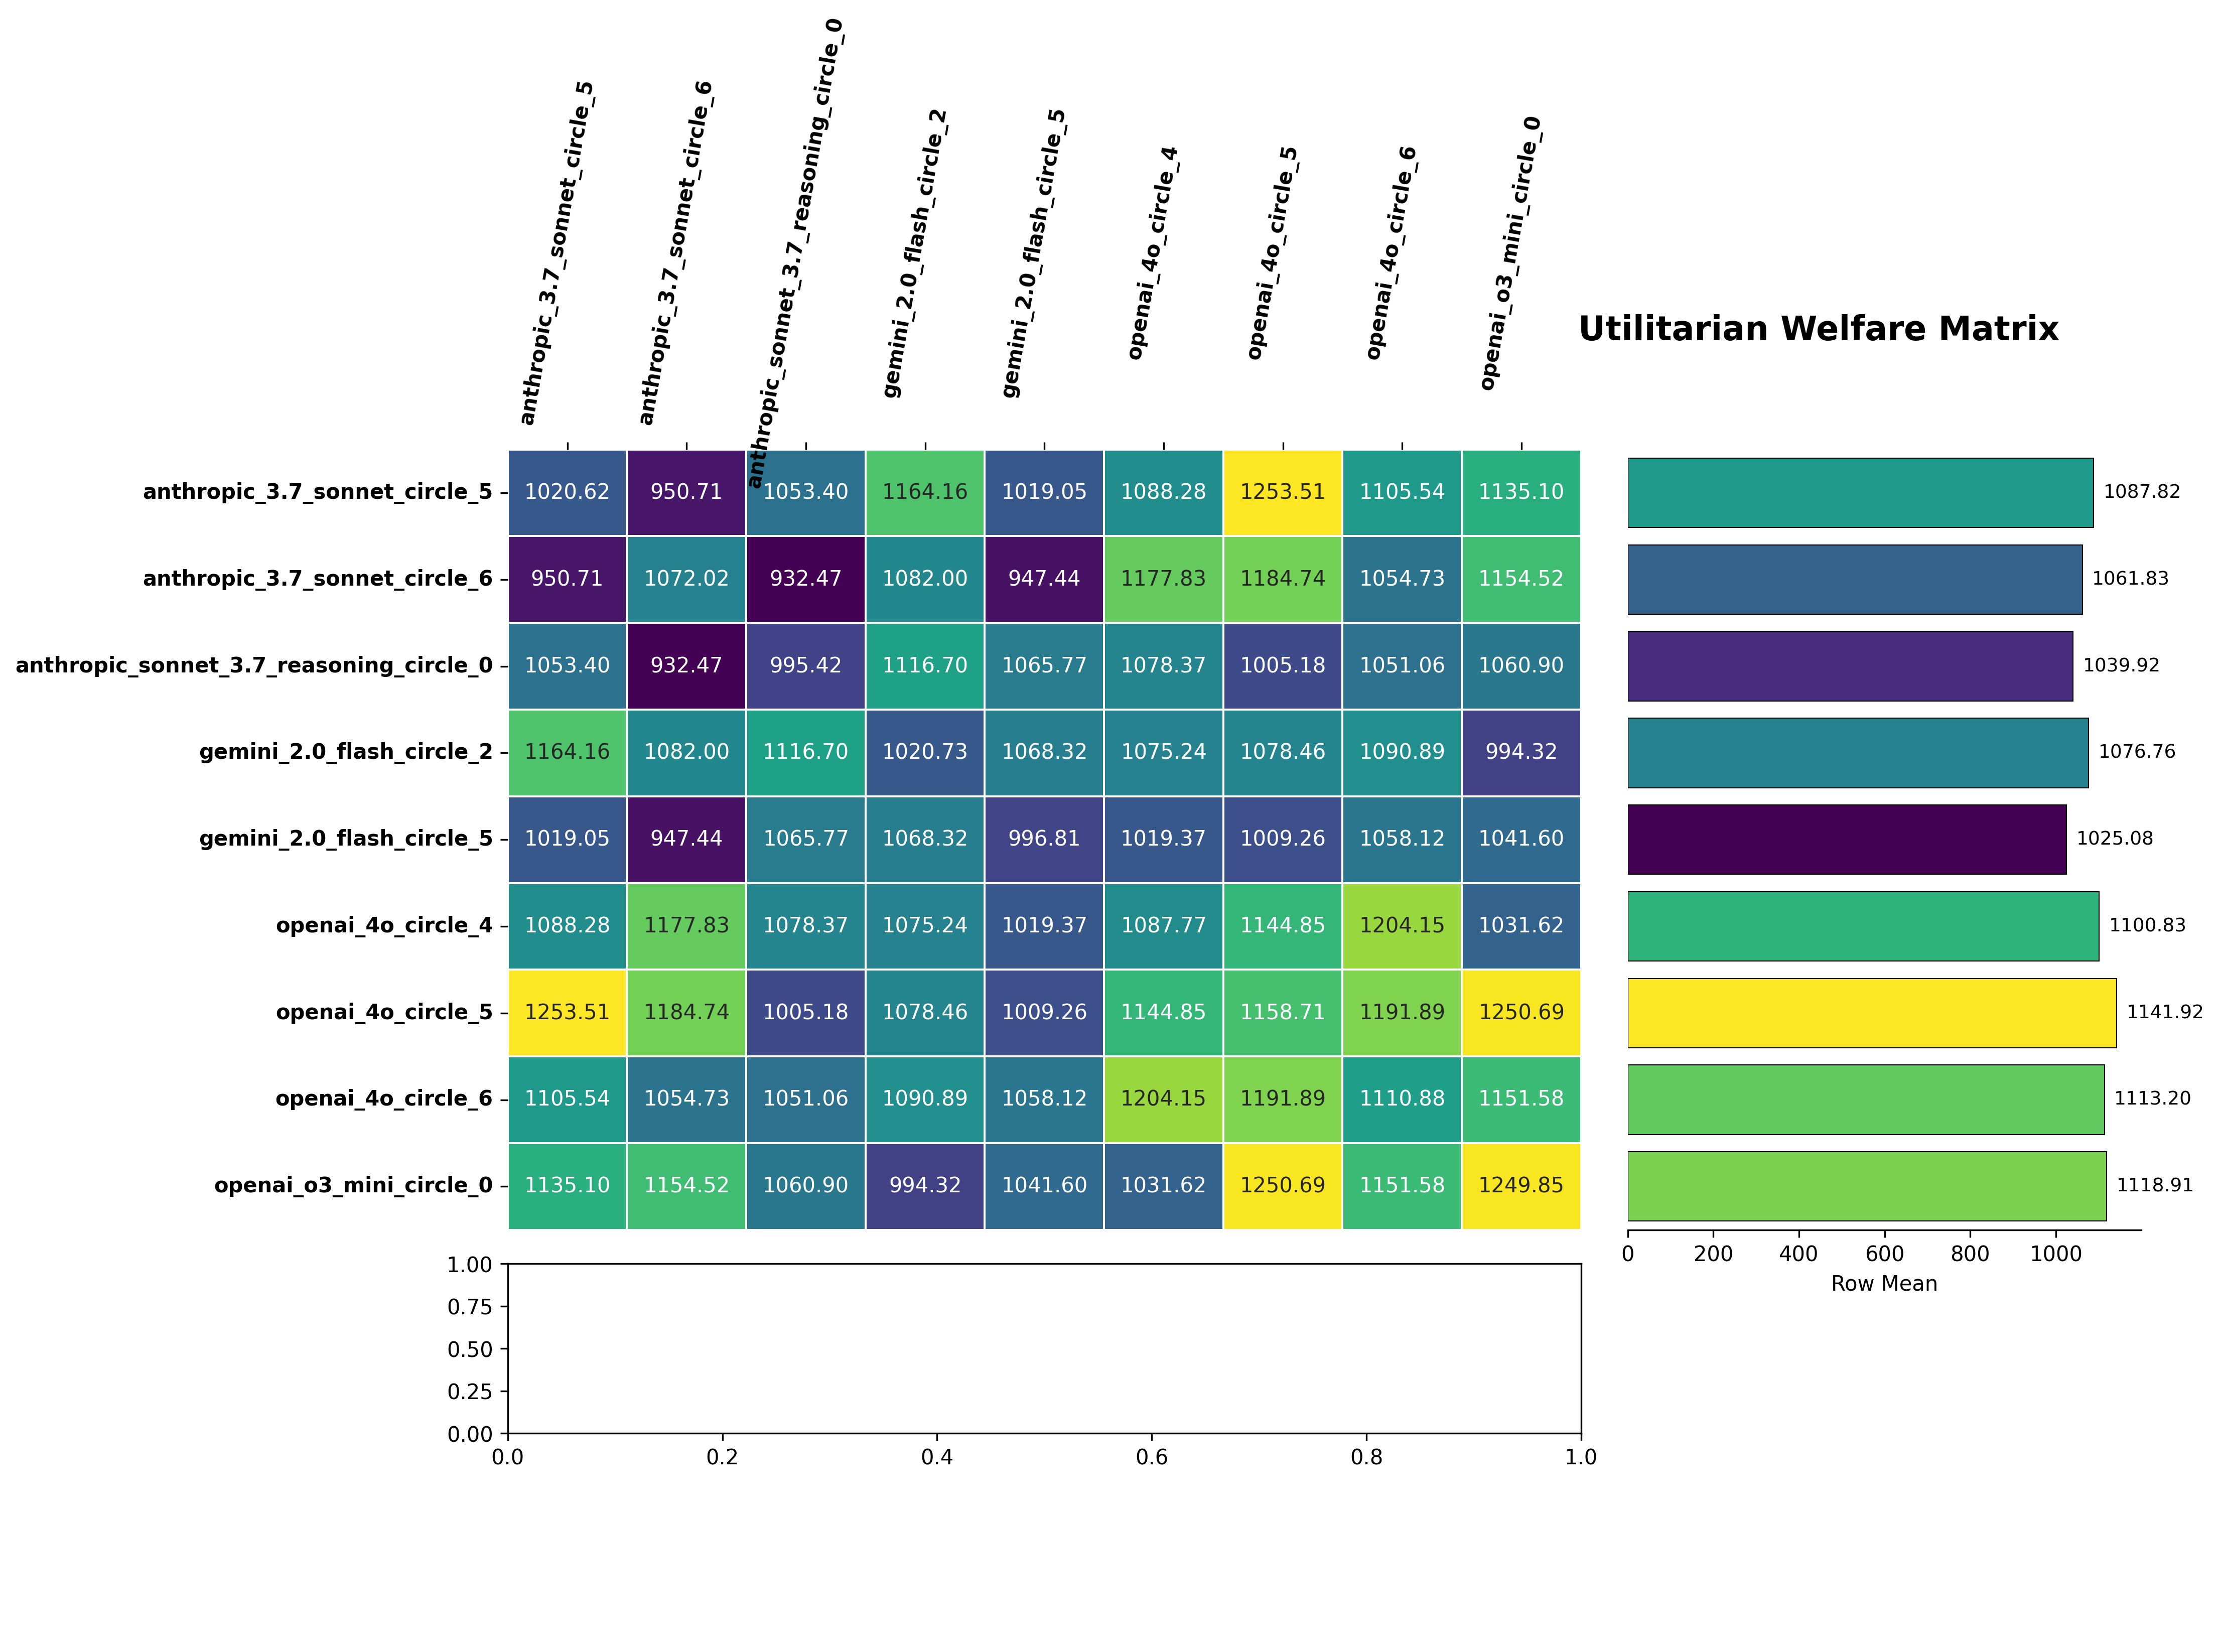 anthropic_3.7_sonnet_circle_5
anthropic_3.7_sonnet_circle_6
anthropic_sonnet_3.7_reasoning_circle_0
gemini_2.0_flash_circle_2
gemini_2.0_flash_circle_5
openai_4o_circle_4
openai_4o_circle_5
openai_4o_circle_6
openai_o3_mini_circle_0
Utilitarian Welfare Matrix
anthropic_3.7_sonnet_circle_5 1020.62 950.71 1053.40 1164.16 1019.05 1088.28 1253.51 1105.54 1135.10 1087.82
anthropic_3.7_sonnet_circle_6 950.71 1072.02 932.47 1082.00 947.44 1177.83 1184.74 1054.73 1154.52 1061.83
anthropic_sonnet_3.7_reasoning_circle_0 1053.40 932.47 995.42 1116.70 1065.77 1078.37 1005.18 1051.06 1060.90 1039.92
gemini_2.0_flash_circle_2 1164.16 1082.00 1116.70 1020.73 1068.32 1075.24 1078.46 1090.89 994.32 1076.76
gemini_2.0_flash_circle_5 1019.05 947.44 1065.77 1068.32 996.81 1019.37 1009.26 1058.12 1041.60 1025.08
openai_4o_circle_4 1088.28 1177.83 1078.37 1075.24 1019.37 1087.77 1144.85 1204.15 1031.62 1100.83
openai_4o_circle_5 1253.51 1184.74 1005.18 1078.46 1009.26 1144.85 1158.71 1191.89 1250.69 1141.92
openai_4o_circle_6 1105.54 1054.73 1051.06 1090.89 1058.12 1204.15 1191.89 1110.88 1151.58 1113.20
openai_o3_mini_circle_0 1135.10 1154.52 1060.90 994.32 1041.60 1031.62 1250.69 1151.58 1249.85 1118.91
0 200 400 600 800 1000
Row Mean
1.00
0.75
0.50
0.25
0.00
0.0 0.2 0.4 0.6 0.8 1.0